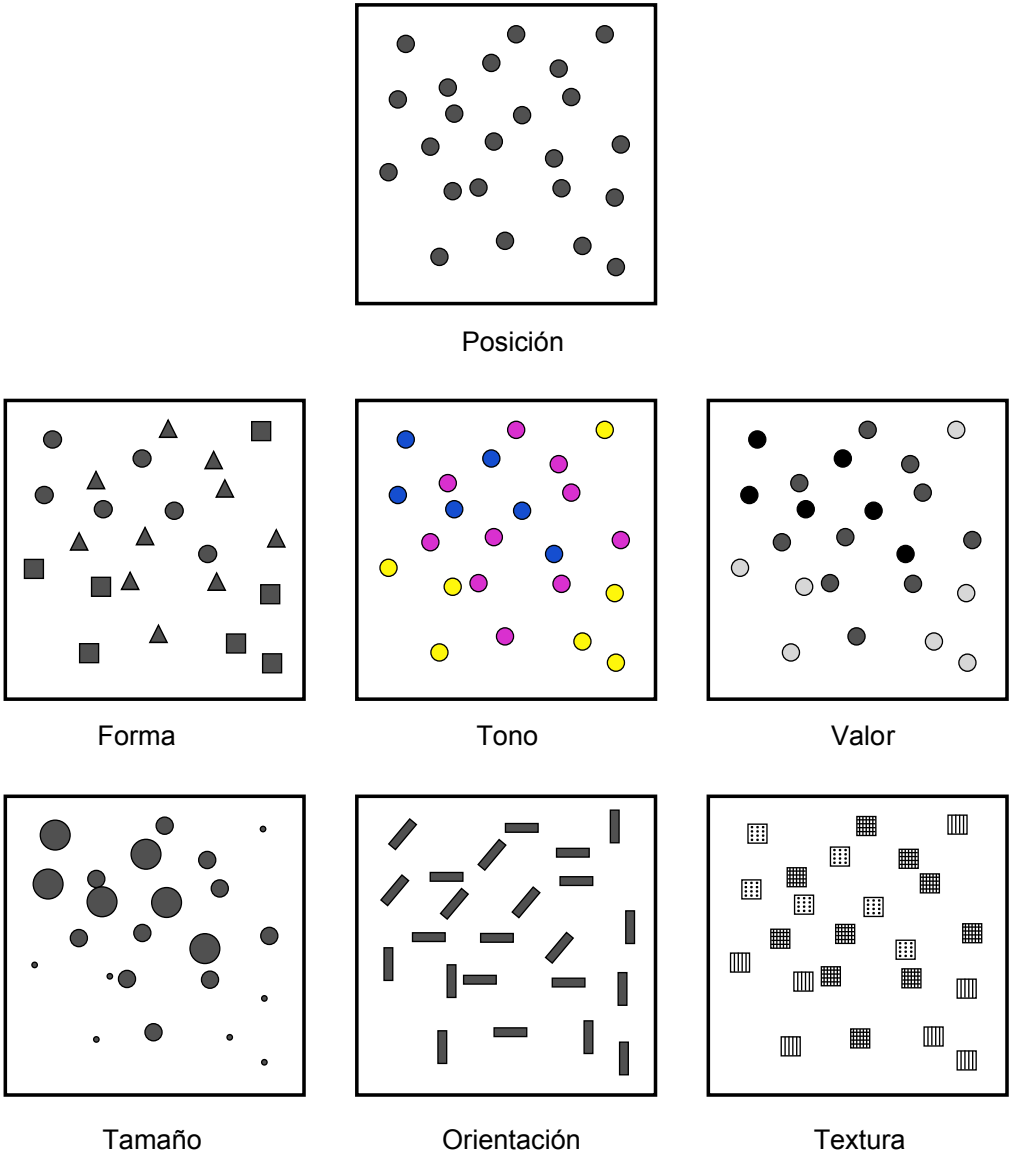 Posición
Forma
Tono
Valor
Tamaño
Orientación
Textura